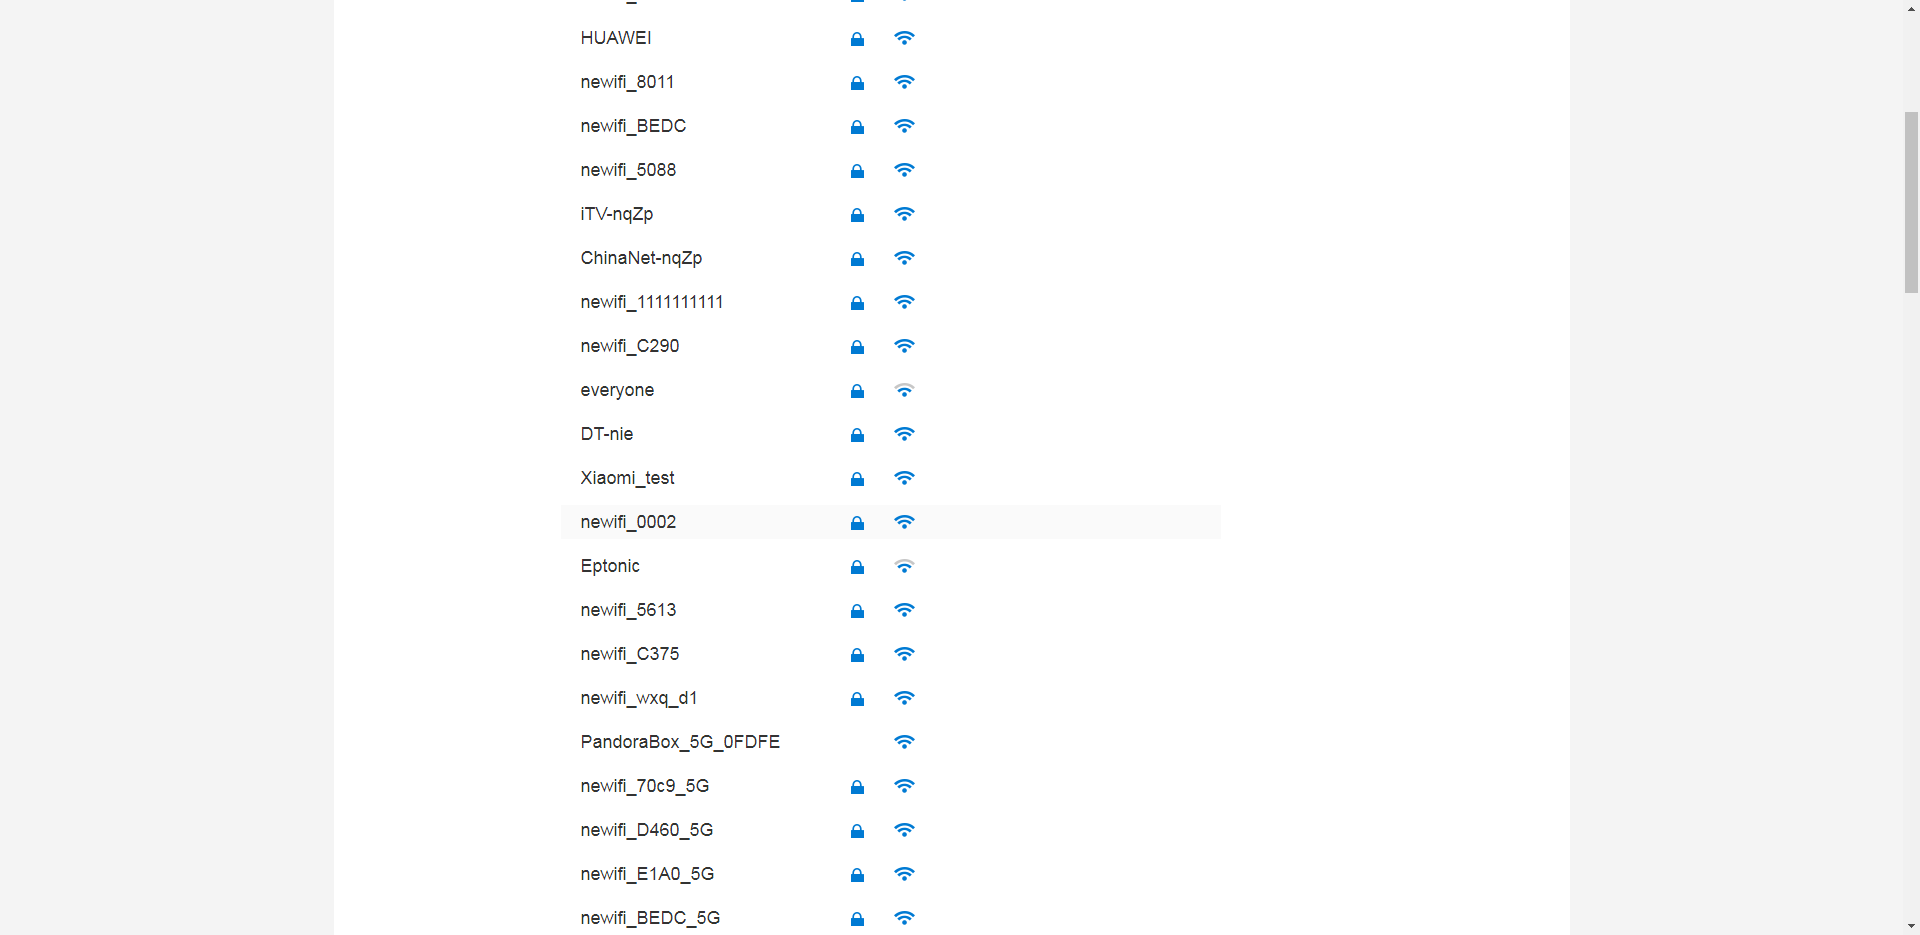 HUAWEI
newifi_8011
newifi_BEDC
newifi_5088
iTV-nqZp
ChinaNet-nqZp
newifi_1111111111
newifi_C290
everyone
DT-nie
Xiaomi_test
newifi_0002
Eptonic
newifi_5613
newifi_C375
newifi_wxq_d1
PandoraBox_5G_0FDFE
newifi_70c9_5G
newifi_D460_5G
newifi_E1A0_5G
newifi_BEDC_5G